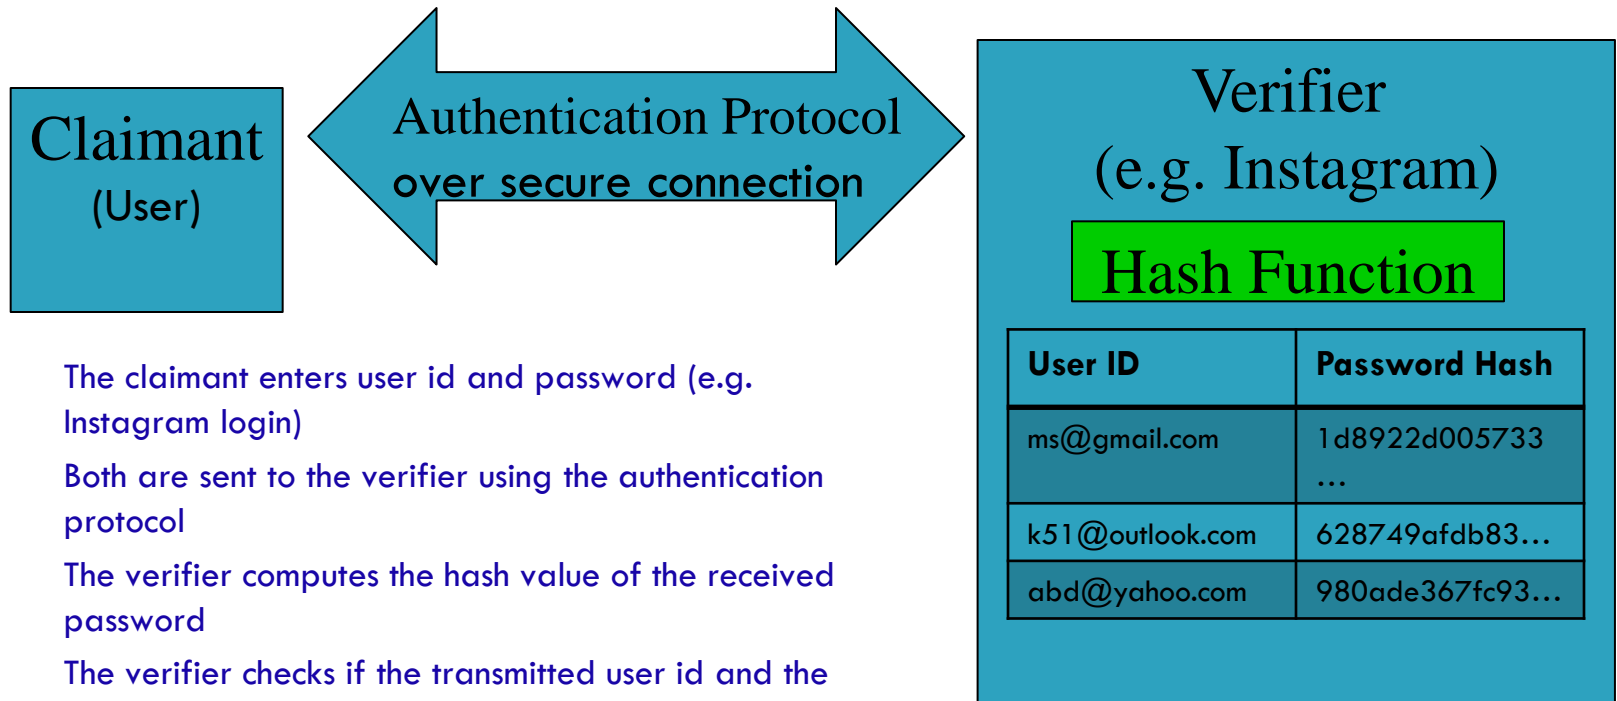 Claimant
(User)
Authentication Protocol
over secure connection
Verifier
(e.g. Instagram)
Hash Function
User ID Password Hash
ms@gmail.com 1d8922d005733
...
k51@outlook.com 628749afdb83...
abd@yahoo.com 980ade367fc93...
The claimant enters user id and password (e.g.
Instagram login)
Both are sent to the verifier using the authentication
protocol
The verifier computes the hash value of the received
password
The verifier checks if the transmitted user id and the